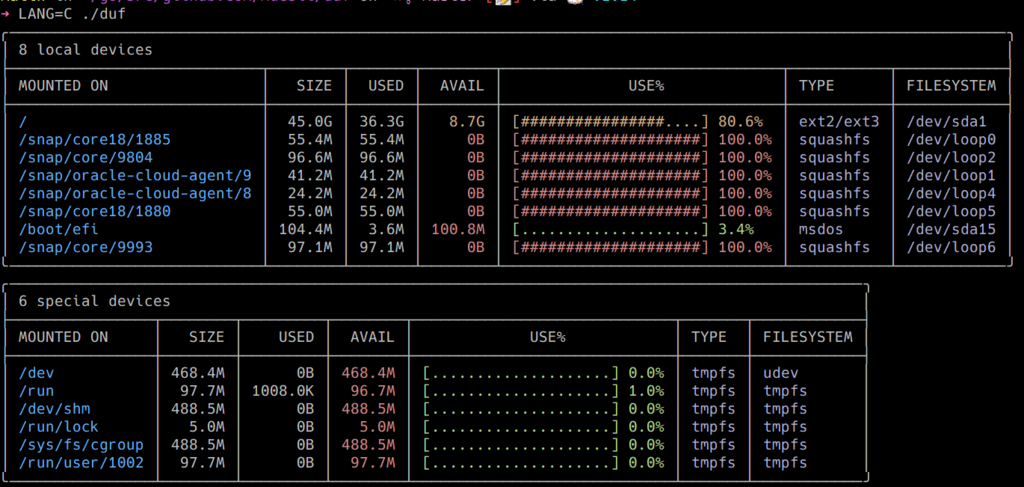 ➜ LANG=C ./duf
8 local devices
MOUNTED ON SIZE USED AVAIL USE% TYPE FILESYSTEM
/ 45.0G 36.3G 8.7G [################....] 80.6% ext2/ext3 /dev/sda1
/snap/core18/1885 55.4M 55.4M 0B [####################] 100.0% squashfs /dev/loop0
/snap/core/9804 96.6M 96.6M 0B [####################] 100.0% squashfs /dev/loop2
/snap/oracle-cloud-agent/9 41.2M 41.2M 0B [####################] 100.0% squashfs /dev/loop1
/snap/oracle-cloud-agent/8 24.2M 24.2M 0B [####################] 100.0% squashfs /dev/loop4
/snap/core18/1880 55.0M 55.0M 0B [####################] 100.0% squashfs /dev/loop5
/boot/efi 104.4M 3.6M 100.8M [....................] 3.4% msdos /dev/sda15
/snap/core/9993 97.1M 97.1M 0B [####################] 100.0% squashfs /dev/loop6
6 special devices
MOUNTED ON SIZE USED AVAIL USE% TYPE FILESYSTEM
/dev 468.4M 0B 468.4M [....................] 0.0% tmpfs udev
/run 97.7M 1008.0K 96.7M [....................] 1.0% tmpfs tmpfs
/dev/shm 488.5M 0B 488.5M [....................] 0.0% tmpfs tmpfs
/run/lock 5.0M 0B 5.0M [....................] 0.0% tmpfs tmpfs
/sys/fs/cgroup 488.5M 0B 488.5M [....................] 0.0% tmpfs tmpfs
/run/user/1002 97.7M 0B 97.7M [....................] 0.0% tmpfs tmpfs